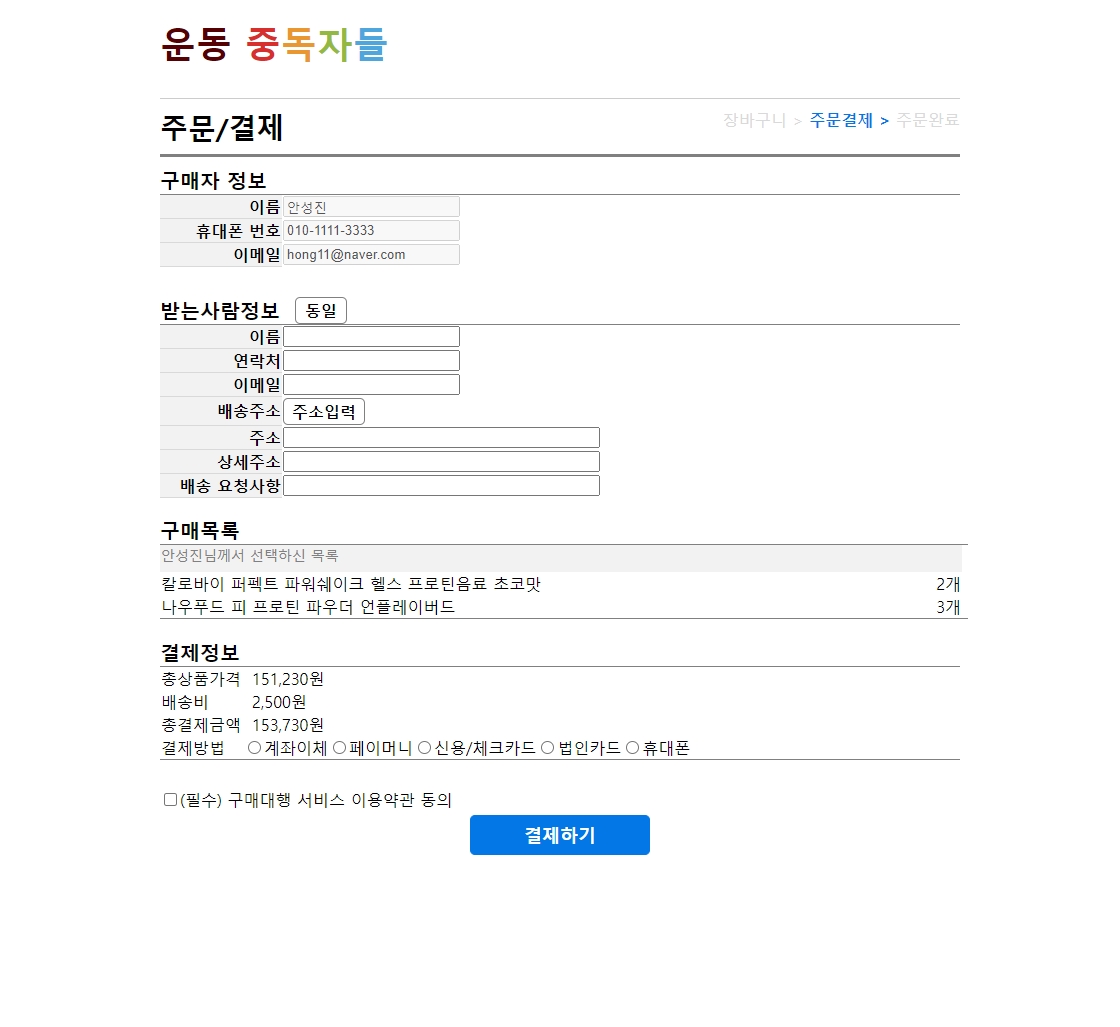 운동 중독자들
주문/결제
장바구니 > 주문결제 > 주문완료
구매자 정보
이름 안성진
휴대폰 번호 010-1111-3333
이메일 hong11@naver.com
받는사람정보 동일
이름
연락처
이메일
배송주소 주소입력
주소
상세주소
배송 요청사항
구매목록
안성진님께서 선택하신 목록
칼로바이 퍼펙트 파워쉐이크 헬스 프로틴음료 초코맛 2개
나우푸드 피 프로틴 파우더 언플레이버드 3개
결제정보
총상품가격 151,230원
배송비 2,500원
총결제금액 153,730원
결제방법 계좌이체 페이머니 신용/체크카드 법인카드 휴대폰
(필수) 구매대행 서비스 이용약관 동의
결제하기